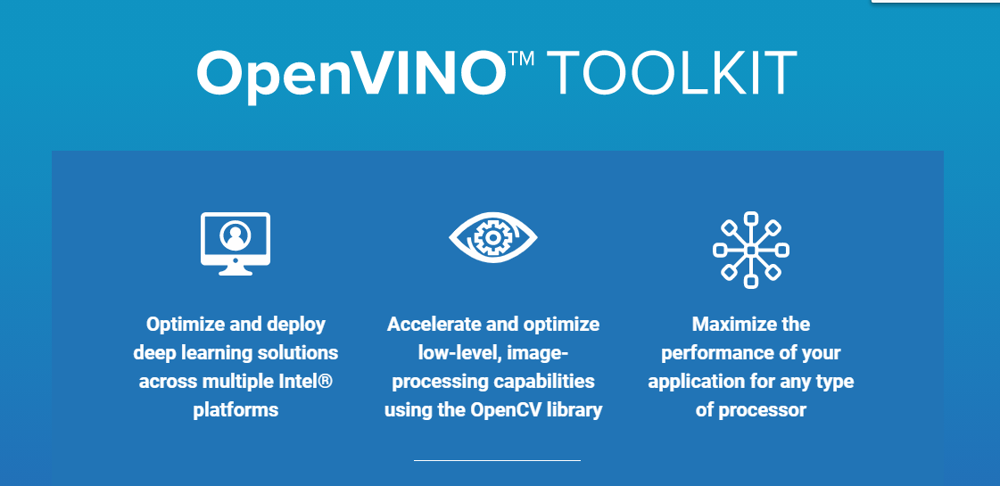 OpenVINO™ TOOLKIT
Optimize and deploy
deep learning solutions
across multiple Intel®
platforms
Accelerate and optimize
low-level, image-
processing capabilities
using the OpenCV library
Maximize the
performance of your
application for any type
of processor